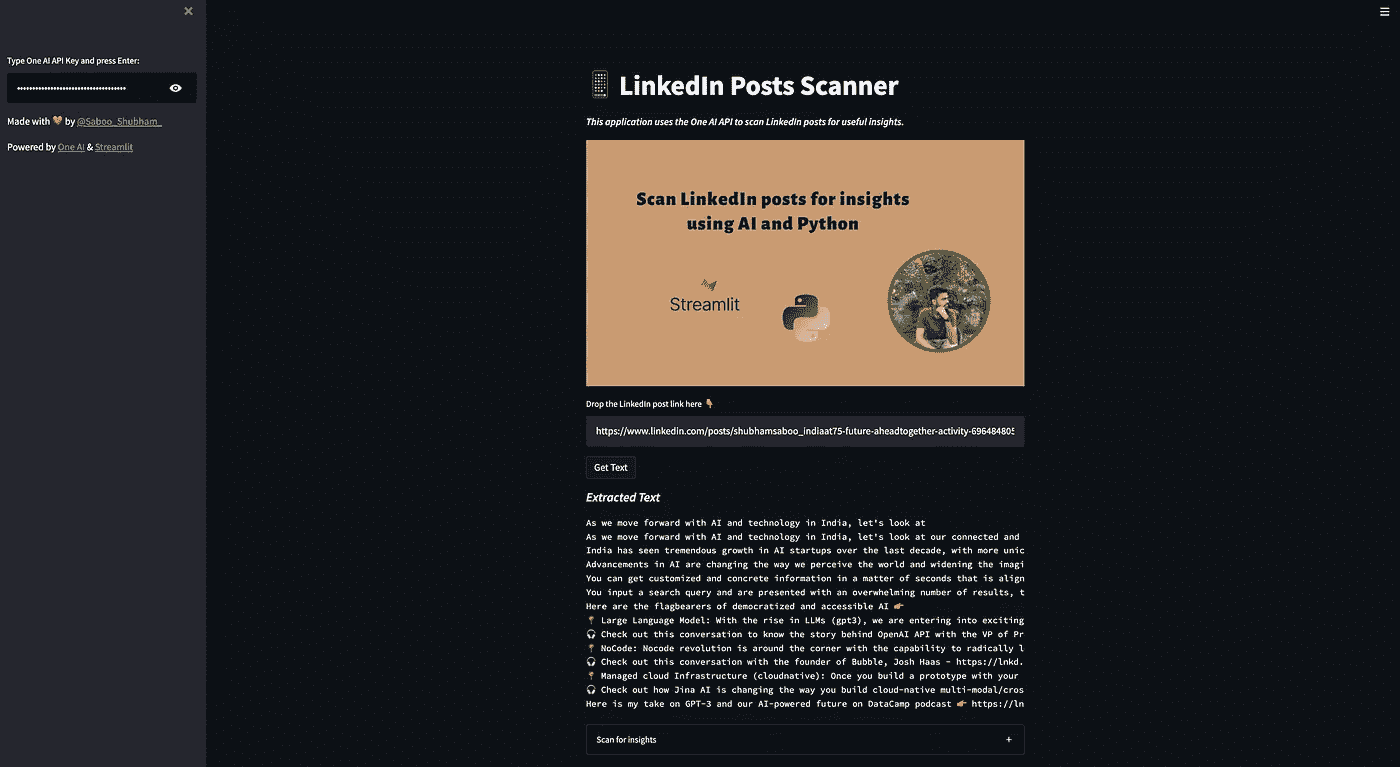 Type One AI API Key and press Enter:
Made with 🤎 by @Saboo_Shubham_
Powered by One AI & Streamlit
📱 LinkedIn Posts Scanner
This application uses the One AI API to scan LinkedIn posts for useful insights.
Scan LinkedIn posts for insights
using AI and Python
Streamlit
Drop the LinkedIn post link here 👇
https://www.linkedin.com/posts/shubhamsaboo_indiaat75-future-aheadtogether-activity-696484805
Get Text
Extracted Text
As we move forward with AI and technology in India, let's look at
As we move forward with AI and technology in India, let's look at our connected and
India has seen tremendous growth in AI startups over the last decade, with more unic
Advancements in AI are changing the way we perceive the world and widening the imagi
You can get customized and concrete information in a matter of seconds that is align
You input a search query and are presented with an overwhelming number of results, t
Here are the flagbearers of democratized and accessible AI 👉
📍 Large Language Model: With the rise in LLMs (gpt3), we are entering into exciting
🎧 Check out this conversation to know the story behind OpenAI API with the VP of Pr
📍 NoCode: Nocode revolution is around the corner with the capability to radically l
🎧 Check out this conversation with the founder of Bubble, Josh Haas - https://lnkd.
📍 Managed cloud Infrastructure (cloudnative): Once you build a prototype with your
🎧 Check out how Jina AI is changing the way you build cloud-native multi-modal/cros
Here is my take on GPT-3 and our AI-powered future on DataCamp podcast 👉 https://ln
Scan for insights